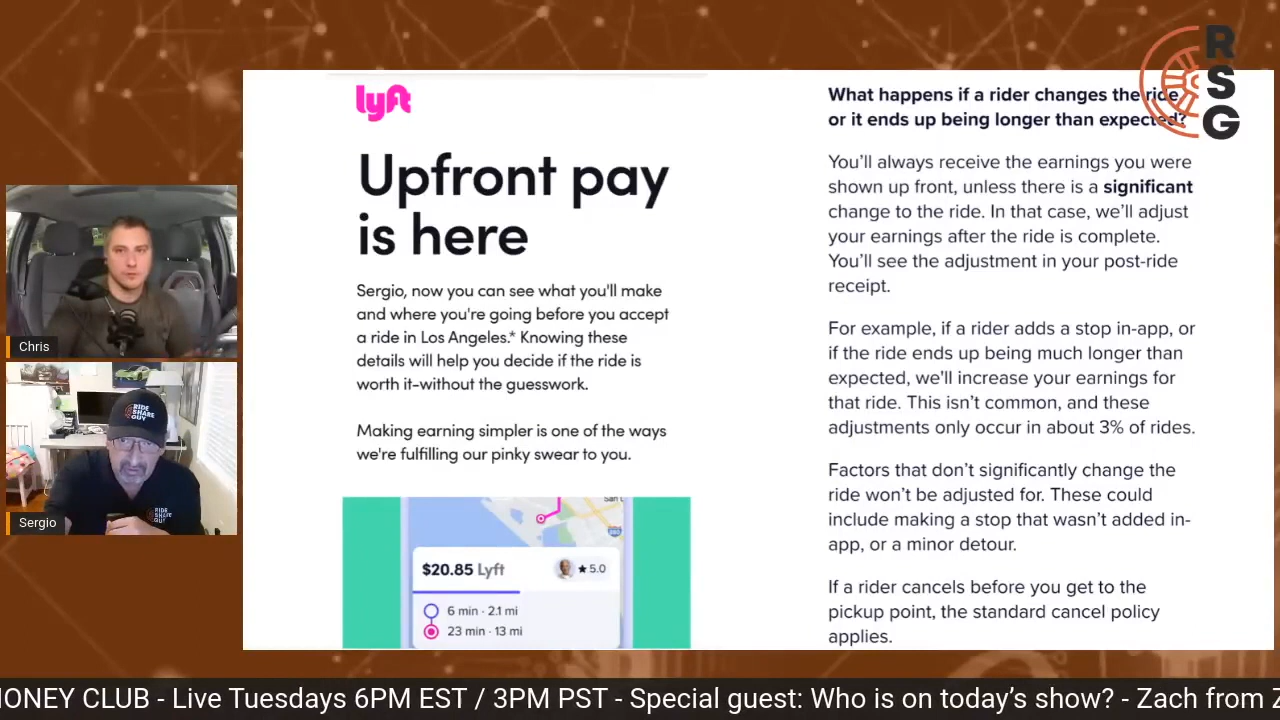 RSG
lyft
Upfront pay
is here
Sergio, now you can see what you'll make
and where you're going before you accept
a ride in Los Angeles.* Knowing these
details will help you decide if the ride is
worth it-without the guesswork.
Making earning simpler is one of the ways
we're fulfilling our pinky swear to you.
$20.85 Lyft
★ 5.0
6 min · 2.1 mi
23 min · 13 mi
What happens if a rider changes the ride
or it ends up being longer than expected?
You'll always receive the earnings you were
shown up front, unless there is a significant
change to the ride. In that case, we'll adjust
your earnings after the ride is complete.
You'll see the adjustment in your post-ride
receipt.
For example, if a rider adds a stop in-app, or
if the ride ends up being much longer than
expected, we'll increase your earnings for
that ride. This isn't common, and these
adjustments only occur in about 3% of rides.
Factors that don't significantly change the
ride won't be adjusted for. These could
include making a stop that wasn't added in-
app, or a minor detour.
If a rider cancels before you get to the
pickup point, the standard cancel policy
applies.
Chris
RIDE
SHARE
GUY
RIDE
SHARE
GUY
Sergio
MONEY CLUB - Live Tuesdays 6PM EST / 3PM PST - Special guest: Who is on today's show? - Zach from